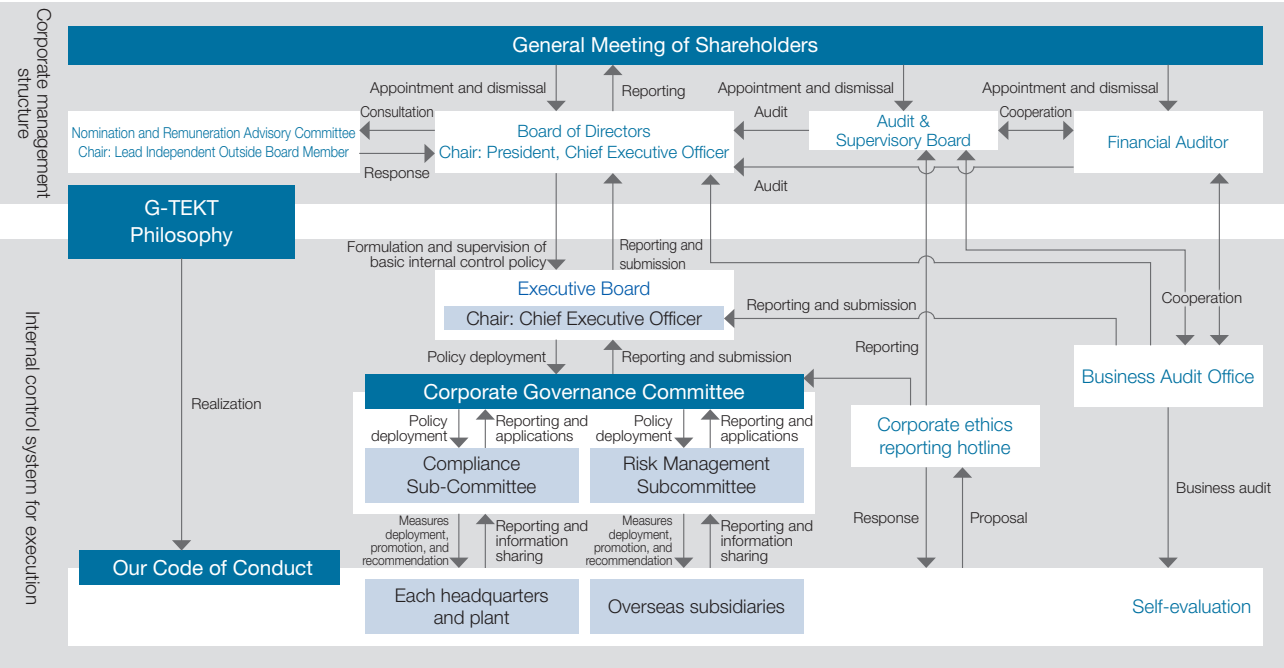 Corporate management
structure
General Meeting of Shareholders
Appointment and dismissal
Reporting
Appointment and dismissal
Appointment and dismissal
Consultation
Audit
Cooperation
Nomination and Remuneration Advisory Committee
Chair: Lead Independent Outside Board Member
Board of Directors
Chair: President, Chief Executive Officer
Audit &
Supervisory Board
Financial Auditor
Response
Audit
G-TEKT
Philosophy
Internal control system for execution
Formulation and supervision of
basic internal control policy
Reporting and
submission
Executive Board
Chair: Chief Executive Officer
Reporting and submission
Cooperation
Policy deployment
Reporting and submission
Reporting
Business Audit Office
Corporate Governance Committee
Realization
Policy
deployment
Reporting and
applications
Policy
deployment
Reporting and
applications
Corporate ethics
reporting hotline
Compliance
Sub-Committee
Risk Management
Subcommittee
Business audit
Measures
deployment,
promotion, and
recommendation
Reporting and
information
sharing
Measures
deployment,
promotion, and
recommendation
Reporting and
information
sharing
Response
Proposal
Our Code of Conduct
Each headquarters
and plant
Overseas subsidiaries
Self-evaluation